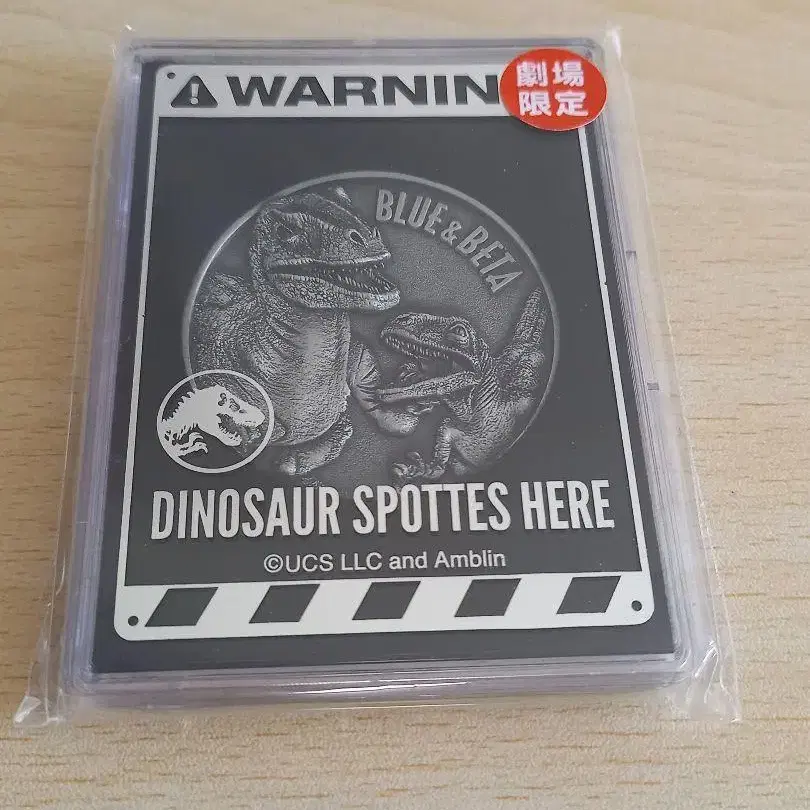 WARNIN
劇場
限定
BLUE & BETA
DINOSAUR SPOTTES HERE
©UCS LLC and Amblin